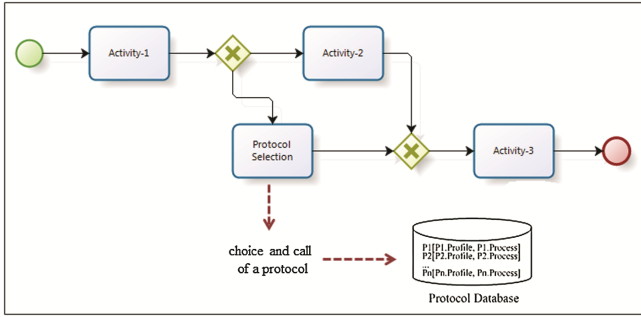 Activity-1
Activity-2
Protocol
Selection
Activity-3
choice and call
of a protocol
P1[P1.Profile, P1.Process]
P2[P2.Profile, P2.Process]
...
Pn[Pn.Profile, Pn.Process]
Protocol Database